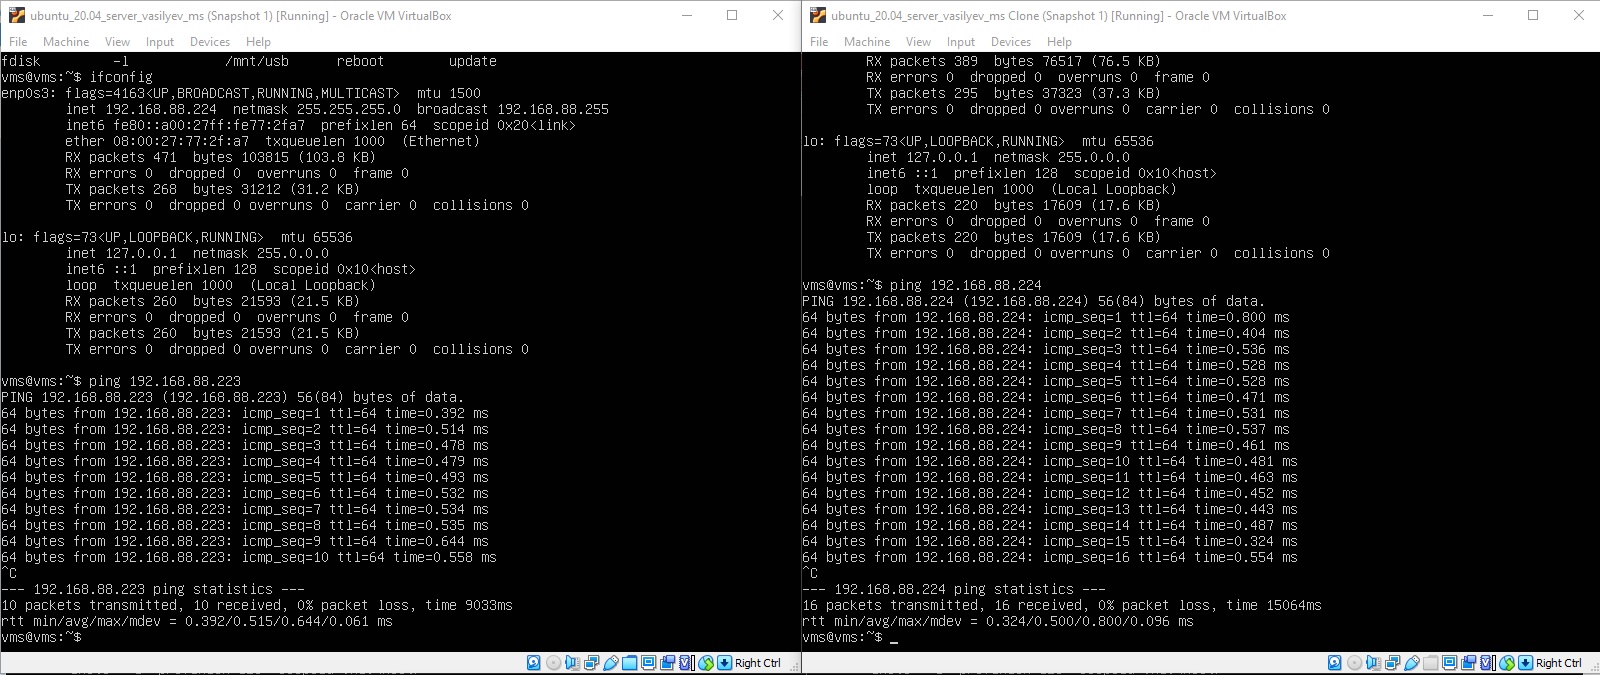 ubuntu_20.04_server_vasilyev_ms (Snapshot 1) [Running] - Oracle VM VirtualBox
File Machine View Input Devices Help
fdisk -l /mnt/usb reboot update
vms@vms:~$ ifconfig
enp0s3: flags=4163<UP,BROADCAST,RUNNING,MULTICAST> mtu 1500
inet 192.168.88.224 netmask 255.255.255.0 broadcast 192.168.88.255
inet6 fe80::a00:27ff:fe77:2fa7 prefixlen 64 scopeid 0x20<link>
ether 08:00:27:77:2f:a7 txqueuelen 1000 (Ethernet)
RX packets 471 bytes 103815 (103.8 KB)
RX errors 0 dropped 0 overruns 0 frame 0
TX packets 268 bytes 31212 (31.2 KB)
TX errors 0 dropped 0 overruns 0 carrier 0 collisions 0
lo: flags=73<UP,LOOPBACK,RUNNING> mtu 65536
inet 127.0.0.1 netmask 255.0.0.0
inet6 ::1 prefixlen 128 scopeid 0x10<host>
loop txqueuelen 1000 (Local Loopback)
RX packets 260 bytes 21593 (21.5 KB)
RX errors 0 dropped 0 overruns 0 frame 0
TX packets 260 bytes 21593 (21.5 KB)
TX errors 0 dropped 0 overruns 0 carrier 0 collisions 0
vms@vms:~$ ping 192.168.88.223
PING 192.168.88.223 (192.168.88.223) 56(84) bytes of data.
64 bytes from 192.168.88.223: icmp_seq=1 ttl=64 time=0.392 ms
64 bytes from 192.168.88.223: icmp_seq=2 ttl=64 time=0.514 ms
64 bytes from 192.168.88.223: icmp_seq=3 ttl=64 time=0.478 ms
64 bytes from 192.168.88.223: icmp_seq=4 ttl=64 time=0.479 ms
64 bytes from 192.168.88.223: icmp_seq=5 ttl=64 time=0.493 ms
64 bytes from 192.168.88.223: icmp_seq=6 ttl=64 time=0.532 ms
64 bytes from 192.168.88.223: icmp_seq=7 ttl=64 time=0.534 ms
64 bytes from 192.168.88.223: icmp_seq=8 ttl=64 time=0.535 ms
64 bytes from 192.168.88.223: icmp_seq=9 ttl=64 time=0.644 ms
64 bytes from 192.168.88.223: icmp_seq=10 ttl=64 time=0.558 ms
^C
--- 192.168.88.223 ping statistics ---
10 packets transmitted, 10 received, 0% packet loss, time 9033ms
rtt min/avg/max/mdev = 0.392/0.515/0.644/0.061 ms
vms@vms:~$
Right Ctrl
ubuntu_20.04_server_vasilyev_ms Clone (Snapshot 1) [Running] - Oracle VM VirtualBox
File Machine View Input Devices Help
RX packets 389 bytes 76517 (76.5 KB)
RX errors 0 dropped 0 overruns 0 frame 0
TX packets 295 bytes 37323 (37.3 KB)
TX errors 0 dropped 0 overruns 0 carrier 0 collisions 0
lo: flags=73<UP,LOOPBACK,RUNNING> mtu 65536
inet 127.0.0.1 netmask 255.0.0.0
inet6 ::1 prefixlen 128 scopeid 0x10<host>
loop txqueuelen 1000 (Local Loopback)
RX packets 220 bytes 17609 (17.6 KB)
RX errors 0 dropped 0 overruns 0 frame 0
TX packets 220 bytes 17609 (17.6 KB)
TX errors 0 dropped 0 overruns 0 carrier 0 collisions 0
vms@vms:~$ ping 192.168.88.224
PING 192.168.88.224 (192.168.88.224) 56(84) bytes of data.
64 bytes from 192.168.88.224: icmp_seq=1 ttl=64 time=0.800 ms
64 bytes from 192.168.88.224: icmp_seq=2 ttl=64 time=0.404 ms
64 bytes from 192.168.88.224: icmp_seq=3 ttl=64 time=0.536 ms
64 bytes from 192.168.88.224: icmp_seq=4 ttl=64 time=0.528 ms
64 bytes from 192.168.88.224: icmp_seq=5 ttl=64 time=0.528 ms
64 bytes from 192.168.88.224: icmp_seq=6 ttl=64 time=0.471 ms
64 bytes from 192.168.88.224: icmp_seq=7 ttl=64 time=0.531 ms
64 bytes from 192.168.88.224: icmp_seq=8 ttl=64 time=0.537 ms
64 bytes from 192.168.88.224: icmp_seq=9 ttl=64 time=0.461 ms
64 bytes from 192.168.88.224: icmp_seq=10 ttl=64 time=0.481 ms
64 bytes from 192.168.88.224: icmp_seq=11 ttl=64 time=0.463 ms
64 bytes from 192.168.88.224: icmp_seq=12 ttl=64 time=0.452 ms
64 bytes from 192.168.88.224: icmp_seq=13 ttl=64 time=0.443 ms
64 bytes from 192.168.88.224: icmp_seq=14 ttl=64 time=0.487 ms
64 bytes from 192.168.88.224: icmp_seq=15 ttl=64 time=0.324 ms
64 bytes from 192.168.88.224: icmp_seq=16 ttl=64 time=0.554 ms
^C
--- 192.168.88.224 ping statistics ---
16 packets transmitted, 16 received, 0% packet loss, time 15064ms
rtt min/avg/max/mdev = 0.324/0.500/0.800/0.096 ms
vms@vms:~$ _
Right Ctrl